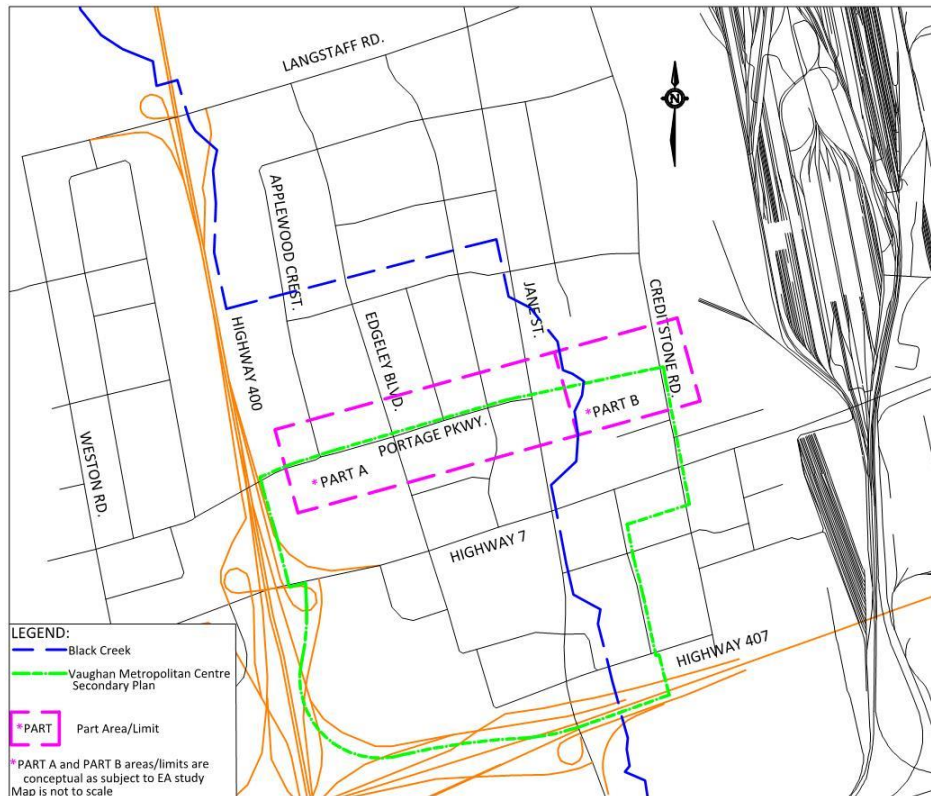 LANGSTAFF RD.
N
APPLEWOOD CREST.
HIGHWAY 400
EDGELEY BLVD.
JANE ST.
CREDITSTONE RD.
WESTON RD.
PORTAGE PKWY.
*PART A
*PART B
HIGHWAY 7
HIGHWAY 407
LEGEND:
Black Creek
Vaughan Metropolitan Centre
Secondary Plan
*PART
Part Area/Limit
*PART A and PART B areas/limits are
conceptual as subject to EA study
Map is not to scale